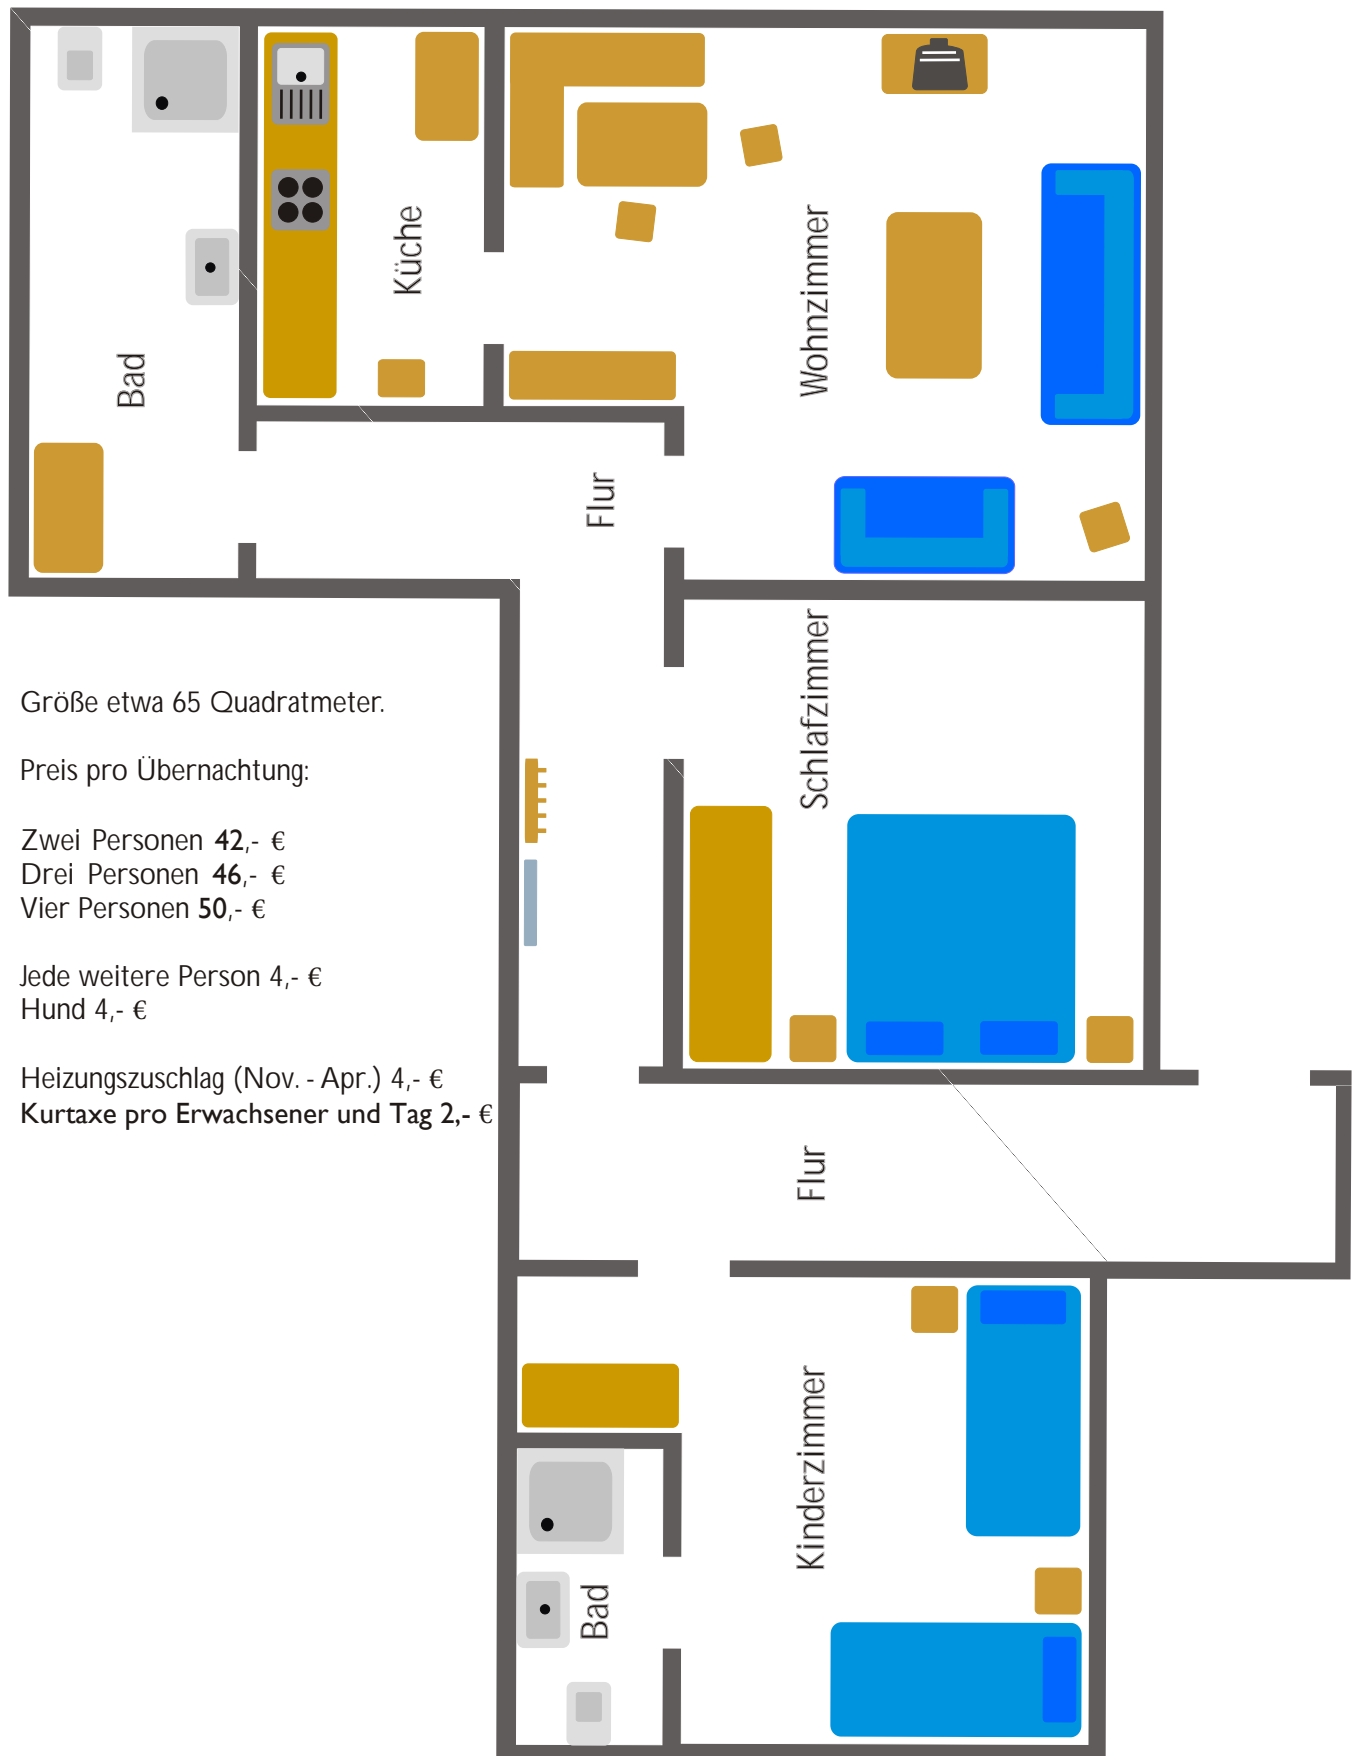 Bad
Küche
Wohnzimmer
Flur
Schlafzimmer
Größe etwa 65 Quadratmeter.
Preis pro Übernachtung:
Zwei Personen 42,- €
Drei Personen 46,- €
Vier Personen 50,- €
Jede weitere Person 4,- €
Hund 4,- €
Heizungszuschlag (Nov. - Apr.) 4,- €
Kurtaxe pro Erwachsener und Tag 2,- €
Flur
Kinderzimmer
Bad